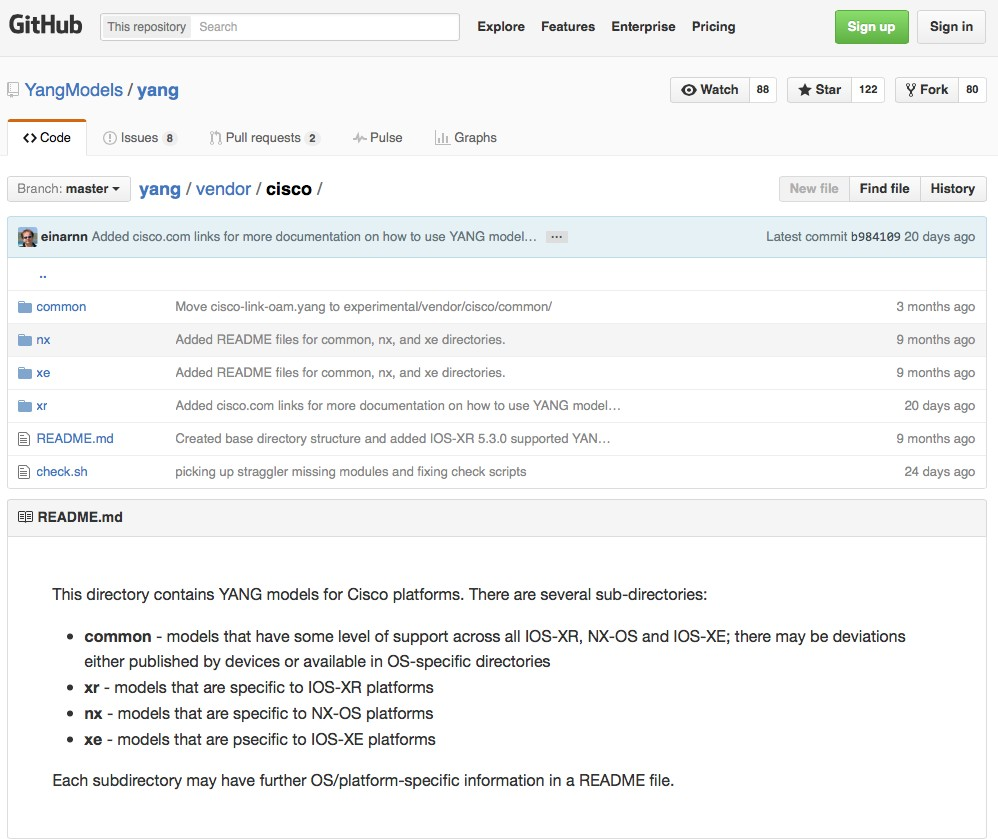 GitHub This repository Search Explore Features Enterprise Pricing Sign up Sign in
YangModels / yang Watch 88 Star 122 Fork 80
Code Issues 8 Pull requests 2 Pulse Graphs
Branch: master yang / vendor / cisco / New file Find file History
einarnn Added cisco.com links for more documentation on how to use YANG model… … Latest commit b984109 20 days ago
..
common Move cisco-link-oam.yang to experimental/vendor/cisco/common/ 3 months ago
nx Added README files for common, nx, and xe directories. 9 months ago
xe Added README files for common, nx, and xe directories. 9 months ago
xr Added cisco.com links for more documentation on how to use YANG model… 20 days ago
README.md Created base directory structure and added IOS-XR 5.3.0 supported YAN… 9 months ago
check.sh picking up straggler missing modules and fixing check scripts 24 days ago
README.md
This directory contains YANG models for Cisco platforms. There are several sub-directories:
• common - models that have some level of support across all IOS-XR, NX-OS and IOS-XE; there may be deviations
either published by devices or available in OS-specific directories
• xr - models that are specific to IOS-XR platforms
• nx - models that are specific to NX-OS platforms
• xe - models that are psecific to IOS-XE platforms
Each subdirectory may have further OS/platform-specific information in a README file.